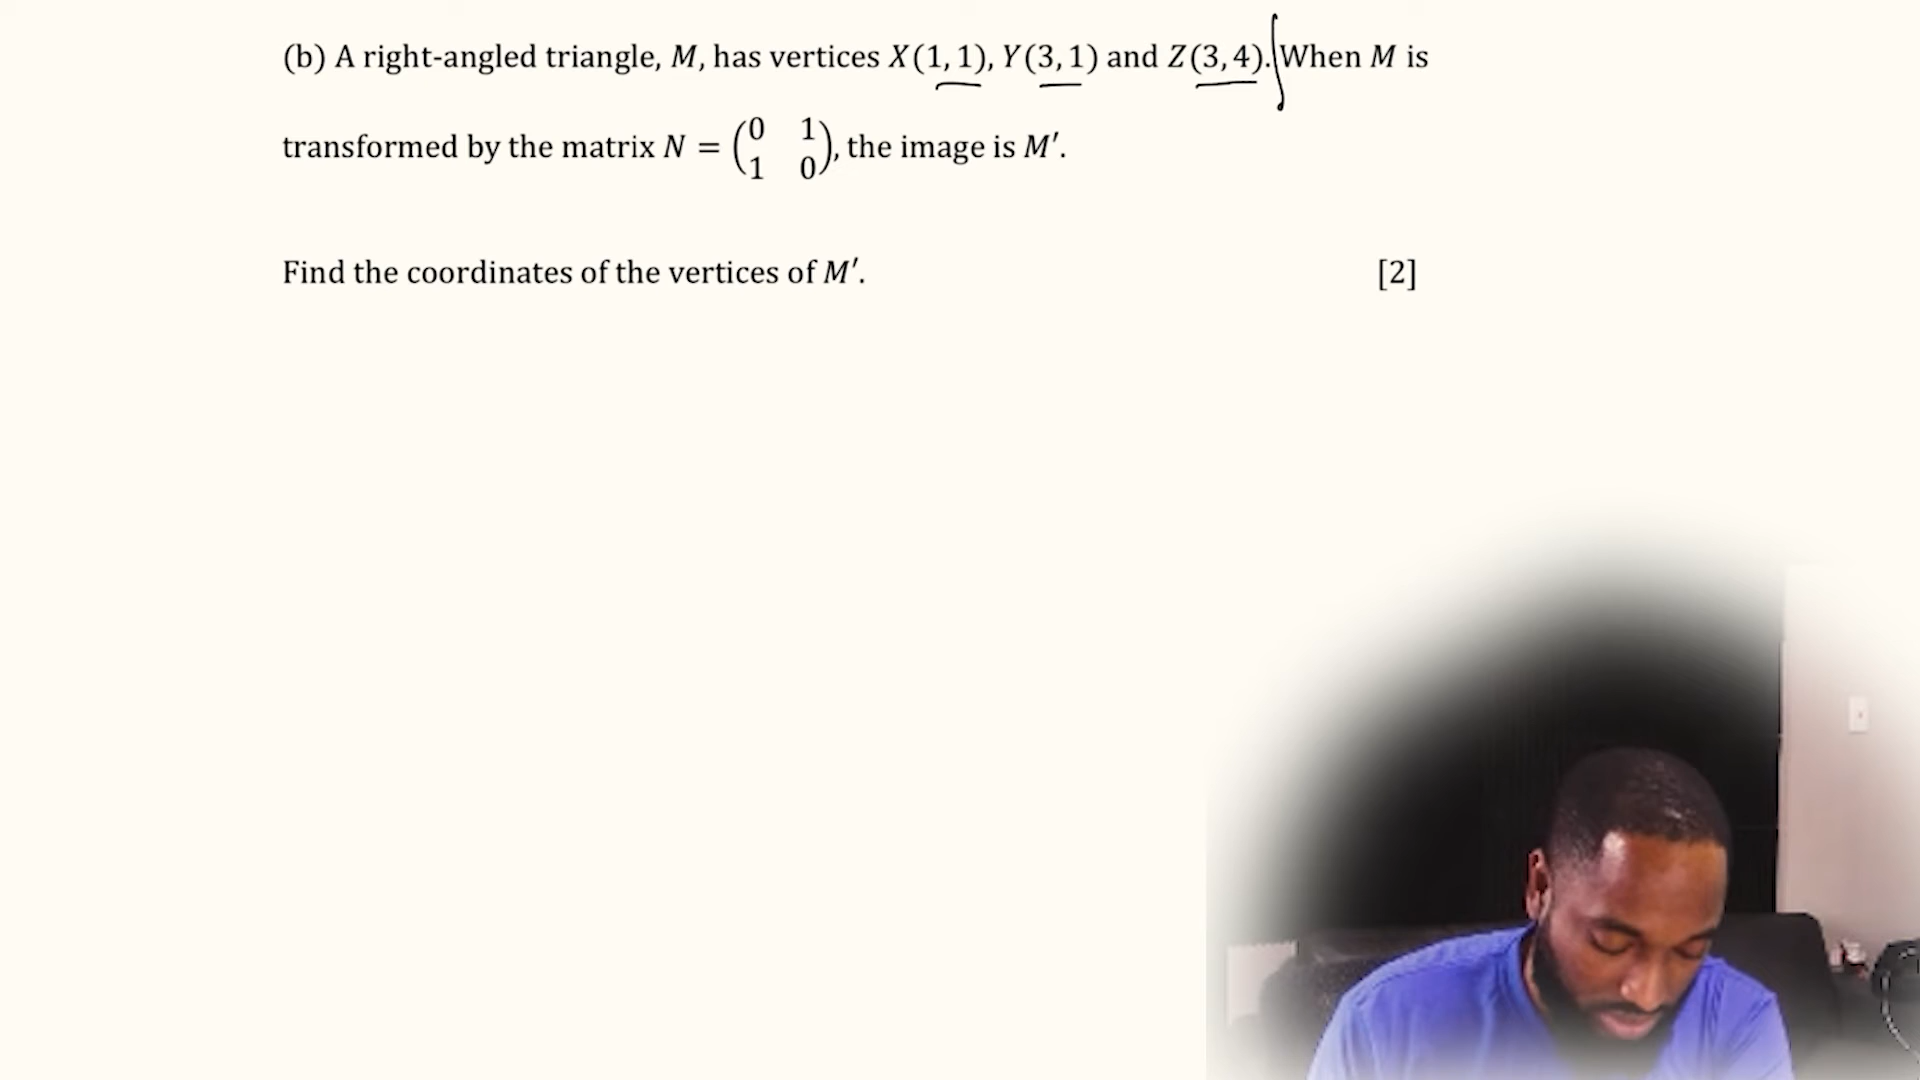 (b) A right-angled triangle, M, has vertices X(1, 1), Y(3, 1) and Z(3, 4). When M is
transformed by the matrix N = (0 1
1 0), the image is M′.
Find the coordinates of the vertices of M′. [2]